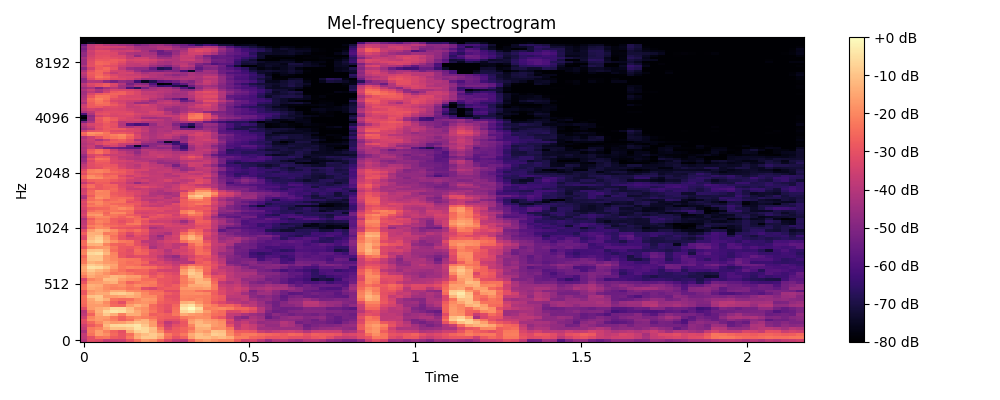 Mel-frequency spectrogram
Hz
8192
4096
2048
1024
512
0
0
0.5
1
1.5
2
Time
+0 dB
-10 dB
-20 dB
-30 dB
-40 dB
-50 dB
-60 dB
-70 dB
-80 dB